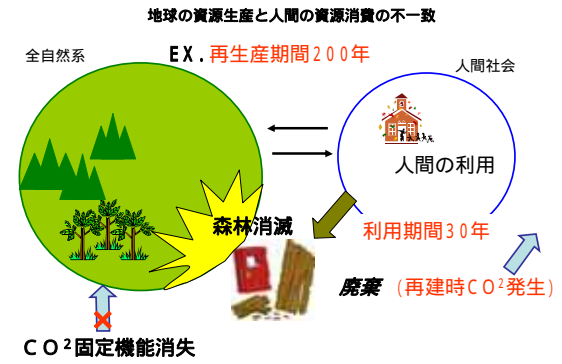 地球の資源生産と人間の資源消費の不一致
全自然系
EX.再生産期間200年
人間社会
人間の利用
森林消滅
利用期間30年
廃棄 (再建時CO²発生)
CO²固定機能消失